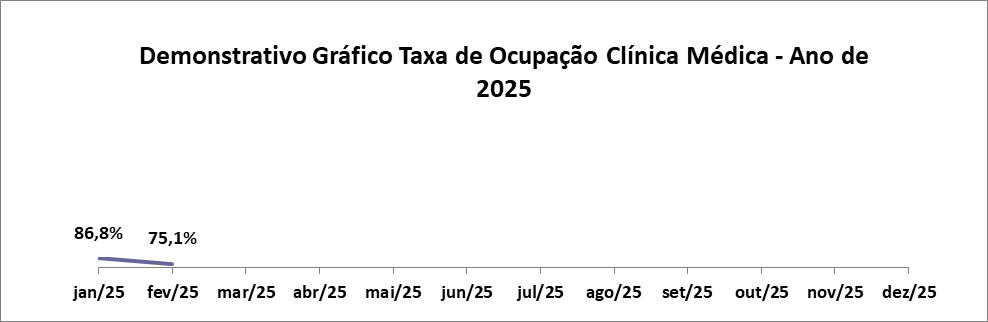 Demonstrativo Gráfico Taxa de Ocupação Clínica Médica - Ano de
2025
86,8%
75,1%
jan/25 fev/25 mar/25 abr/25 mai/25 jun/25 jul/25 ago/25 set/25 out/25 nov/25 dez/25